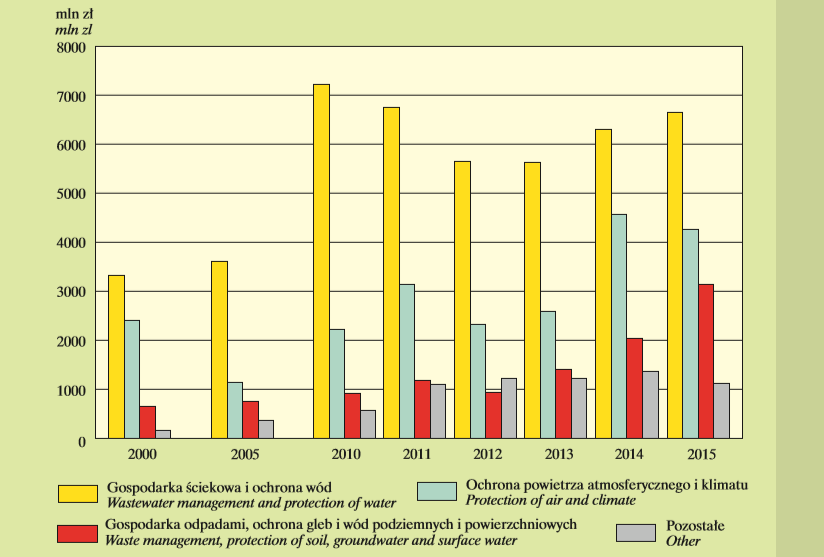 mln zł
mln zl
8000
7000
6000
5000
4000
3000
2000
1000
0
2000 2005 2010 2011 2012 2013 2014 2015
Gospodarka ściekowa i ochrona wód
Wastewater management and protection of water
Ochrona powietrza atmosferycznego i klimatu
Protection of air and climate
Gospodarka odpadami, ochrona gleb i wód podziemnych i powierzchniowych
Waste management, protection of soil, groundwater and surface water
Pozostałe
Other